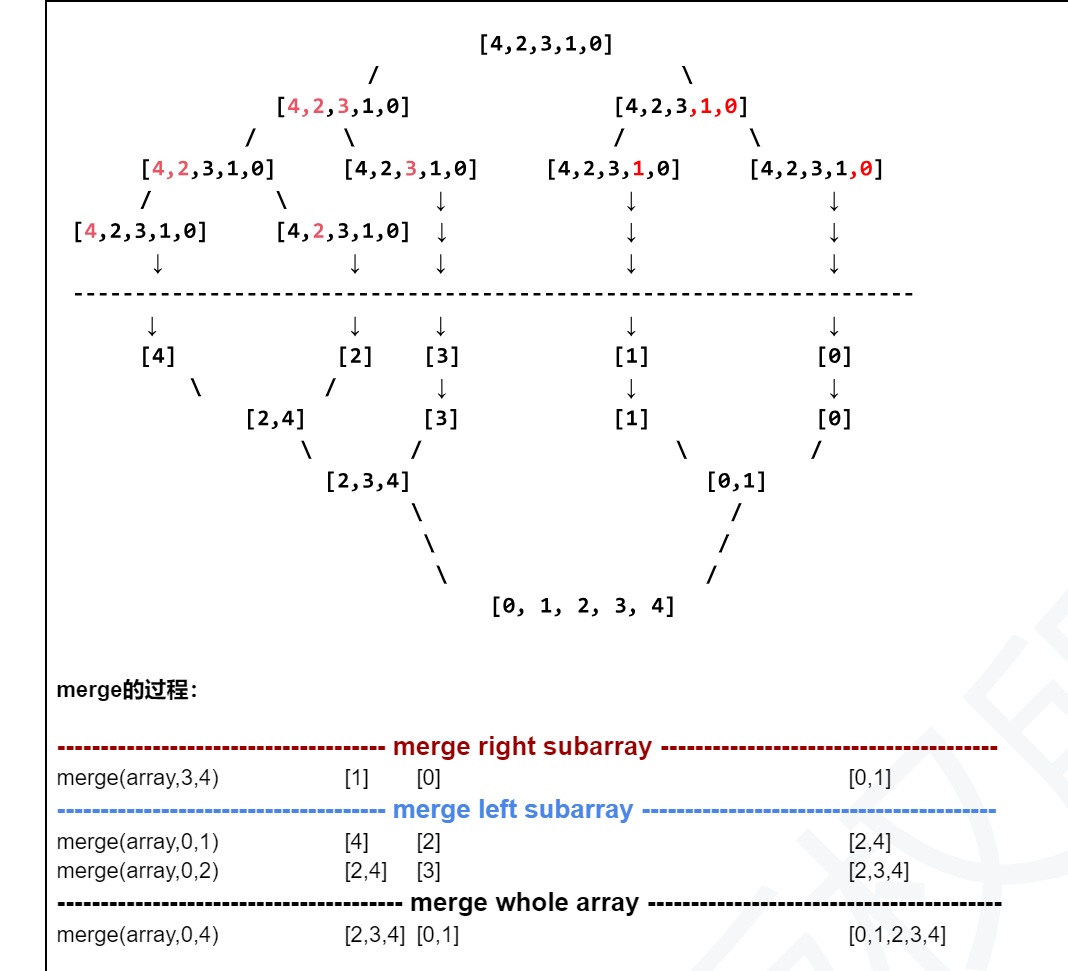 [4,2,3,1,0]
/ \
[4,2,3,1,0] [4,2,3,1,0]
/ \ / \
[4,2,3,1,0] [4,2,3,1,0] [4,2,3,1,0] [4,2,3,1,0]
/ \ ↓ ↓ ↓
[4,2,3,1,0] [4,2,3,1,0] ↓ ↓ ↓
↓ ↓ ↓ ↓ ↓
--------------------------------------------------------------------
↓ ↓ ↓ ↓ ↓
[4] [2] [3] [1] [0]
\ / ↓ ↓ ↓
[2,4] [3] [1] [0]
\ / \ /
[2,3,4] [0,1]
\ /
\ /
\ /
[0, 1, 2, 3, 4]
merge的过程：
-------------------------------------- merge right subarray ---------------------------------------
merge(array,3,4) [1] [0] [0,1]
-------------------------------------- merge left subarray -----------------------------------------
merge(array,0,1) [4] [2] [2,4]
merge(array,0,2) [2,4] [3] [2,3,4]
---------------------------------------- merge whole array -----------------------------------------
merge(array,0,4) [2,3,4] [0,1] [0,1,2,3,4]